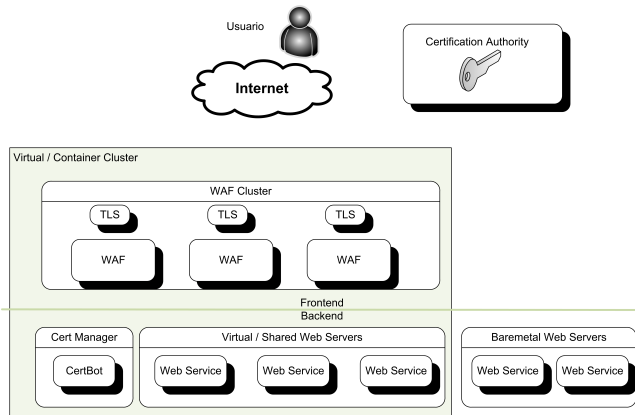 Usuario
Certification Authority
Internet
Virtual / Container Cluster
WAF Cluster
TLS
TLS
TLS
WAF
WAF
WAF
Frontend
Backend
Cert Manager
Virtual / Shared Web Servers
Baremetal Web Servers
CertBot
Web Service
Web Service
Web Service
Web Service
Web Service